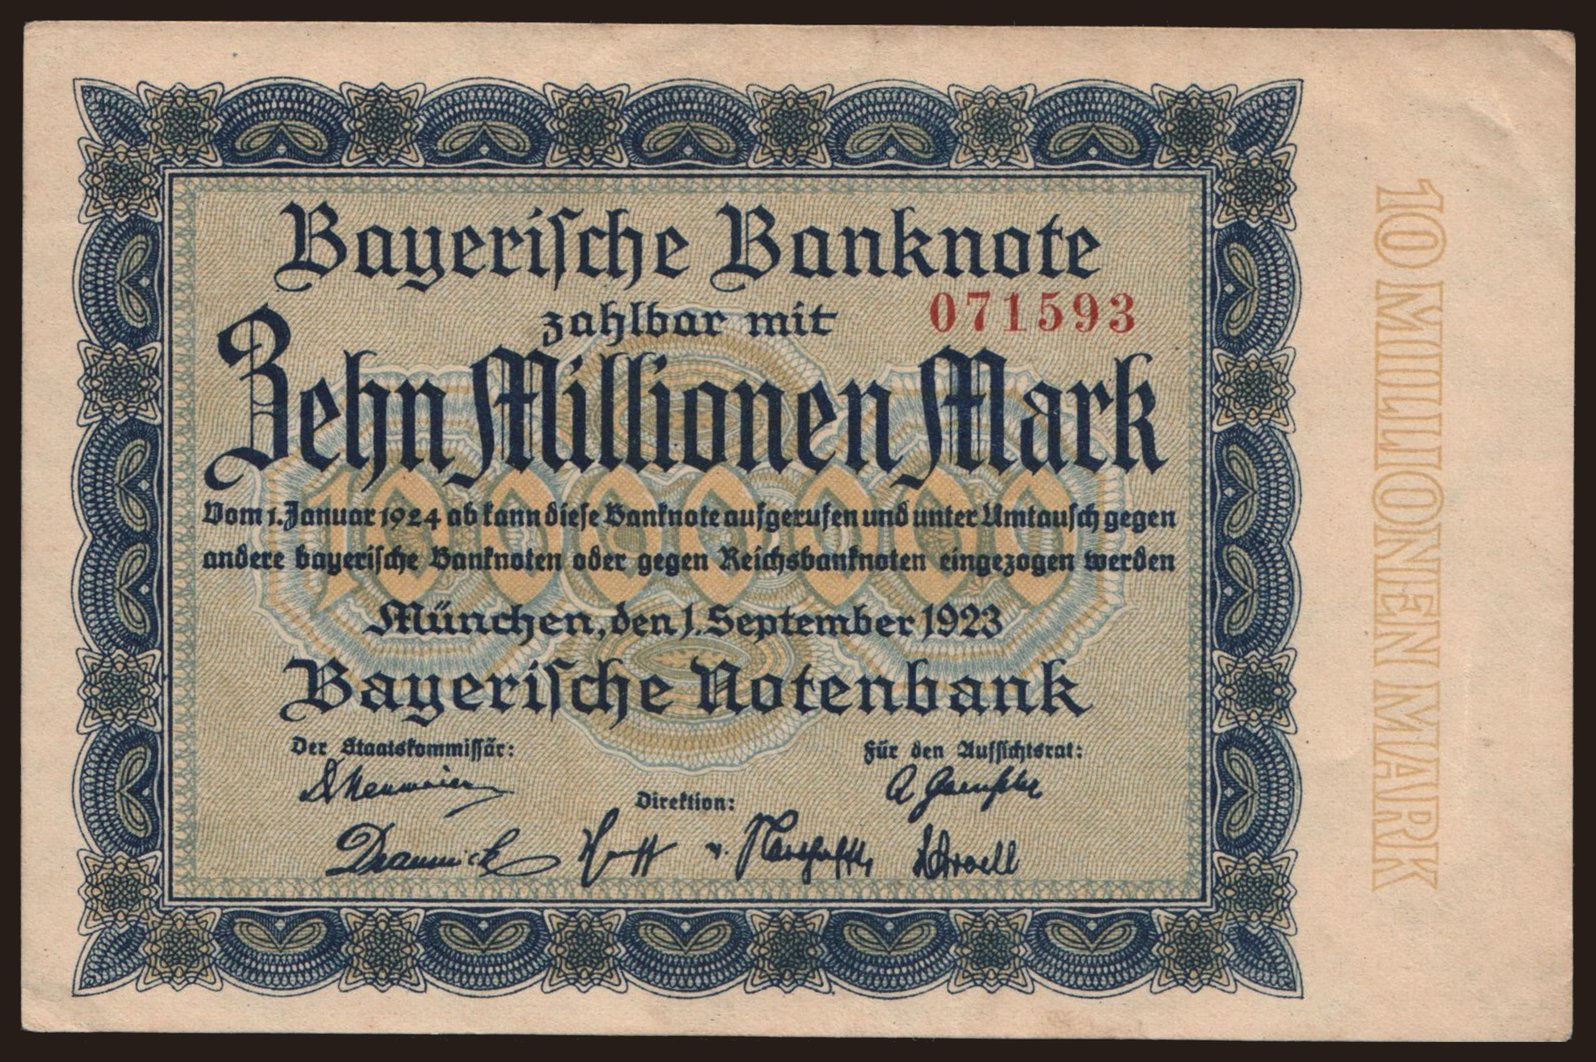 Bayerische Banknote
zahlbar mit 071593
Zehn Millionen Mark
10000000
Vom 1. Januar 1924 ab kann diese Banknote aufgerufen und unter Umtausch gegen
andere bayerische Banknoten oder gegen Reichsbanknoten eingezogen werden
München, den 1. September 1923
Bayerische Notenbank
Der Staatskommissär: Für den Aufsichtsrat:
Direktion:
10 MILLIONEN MARK